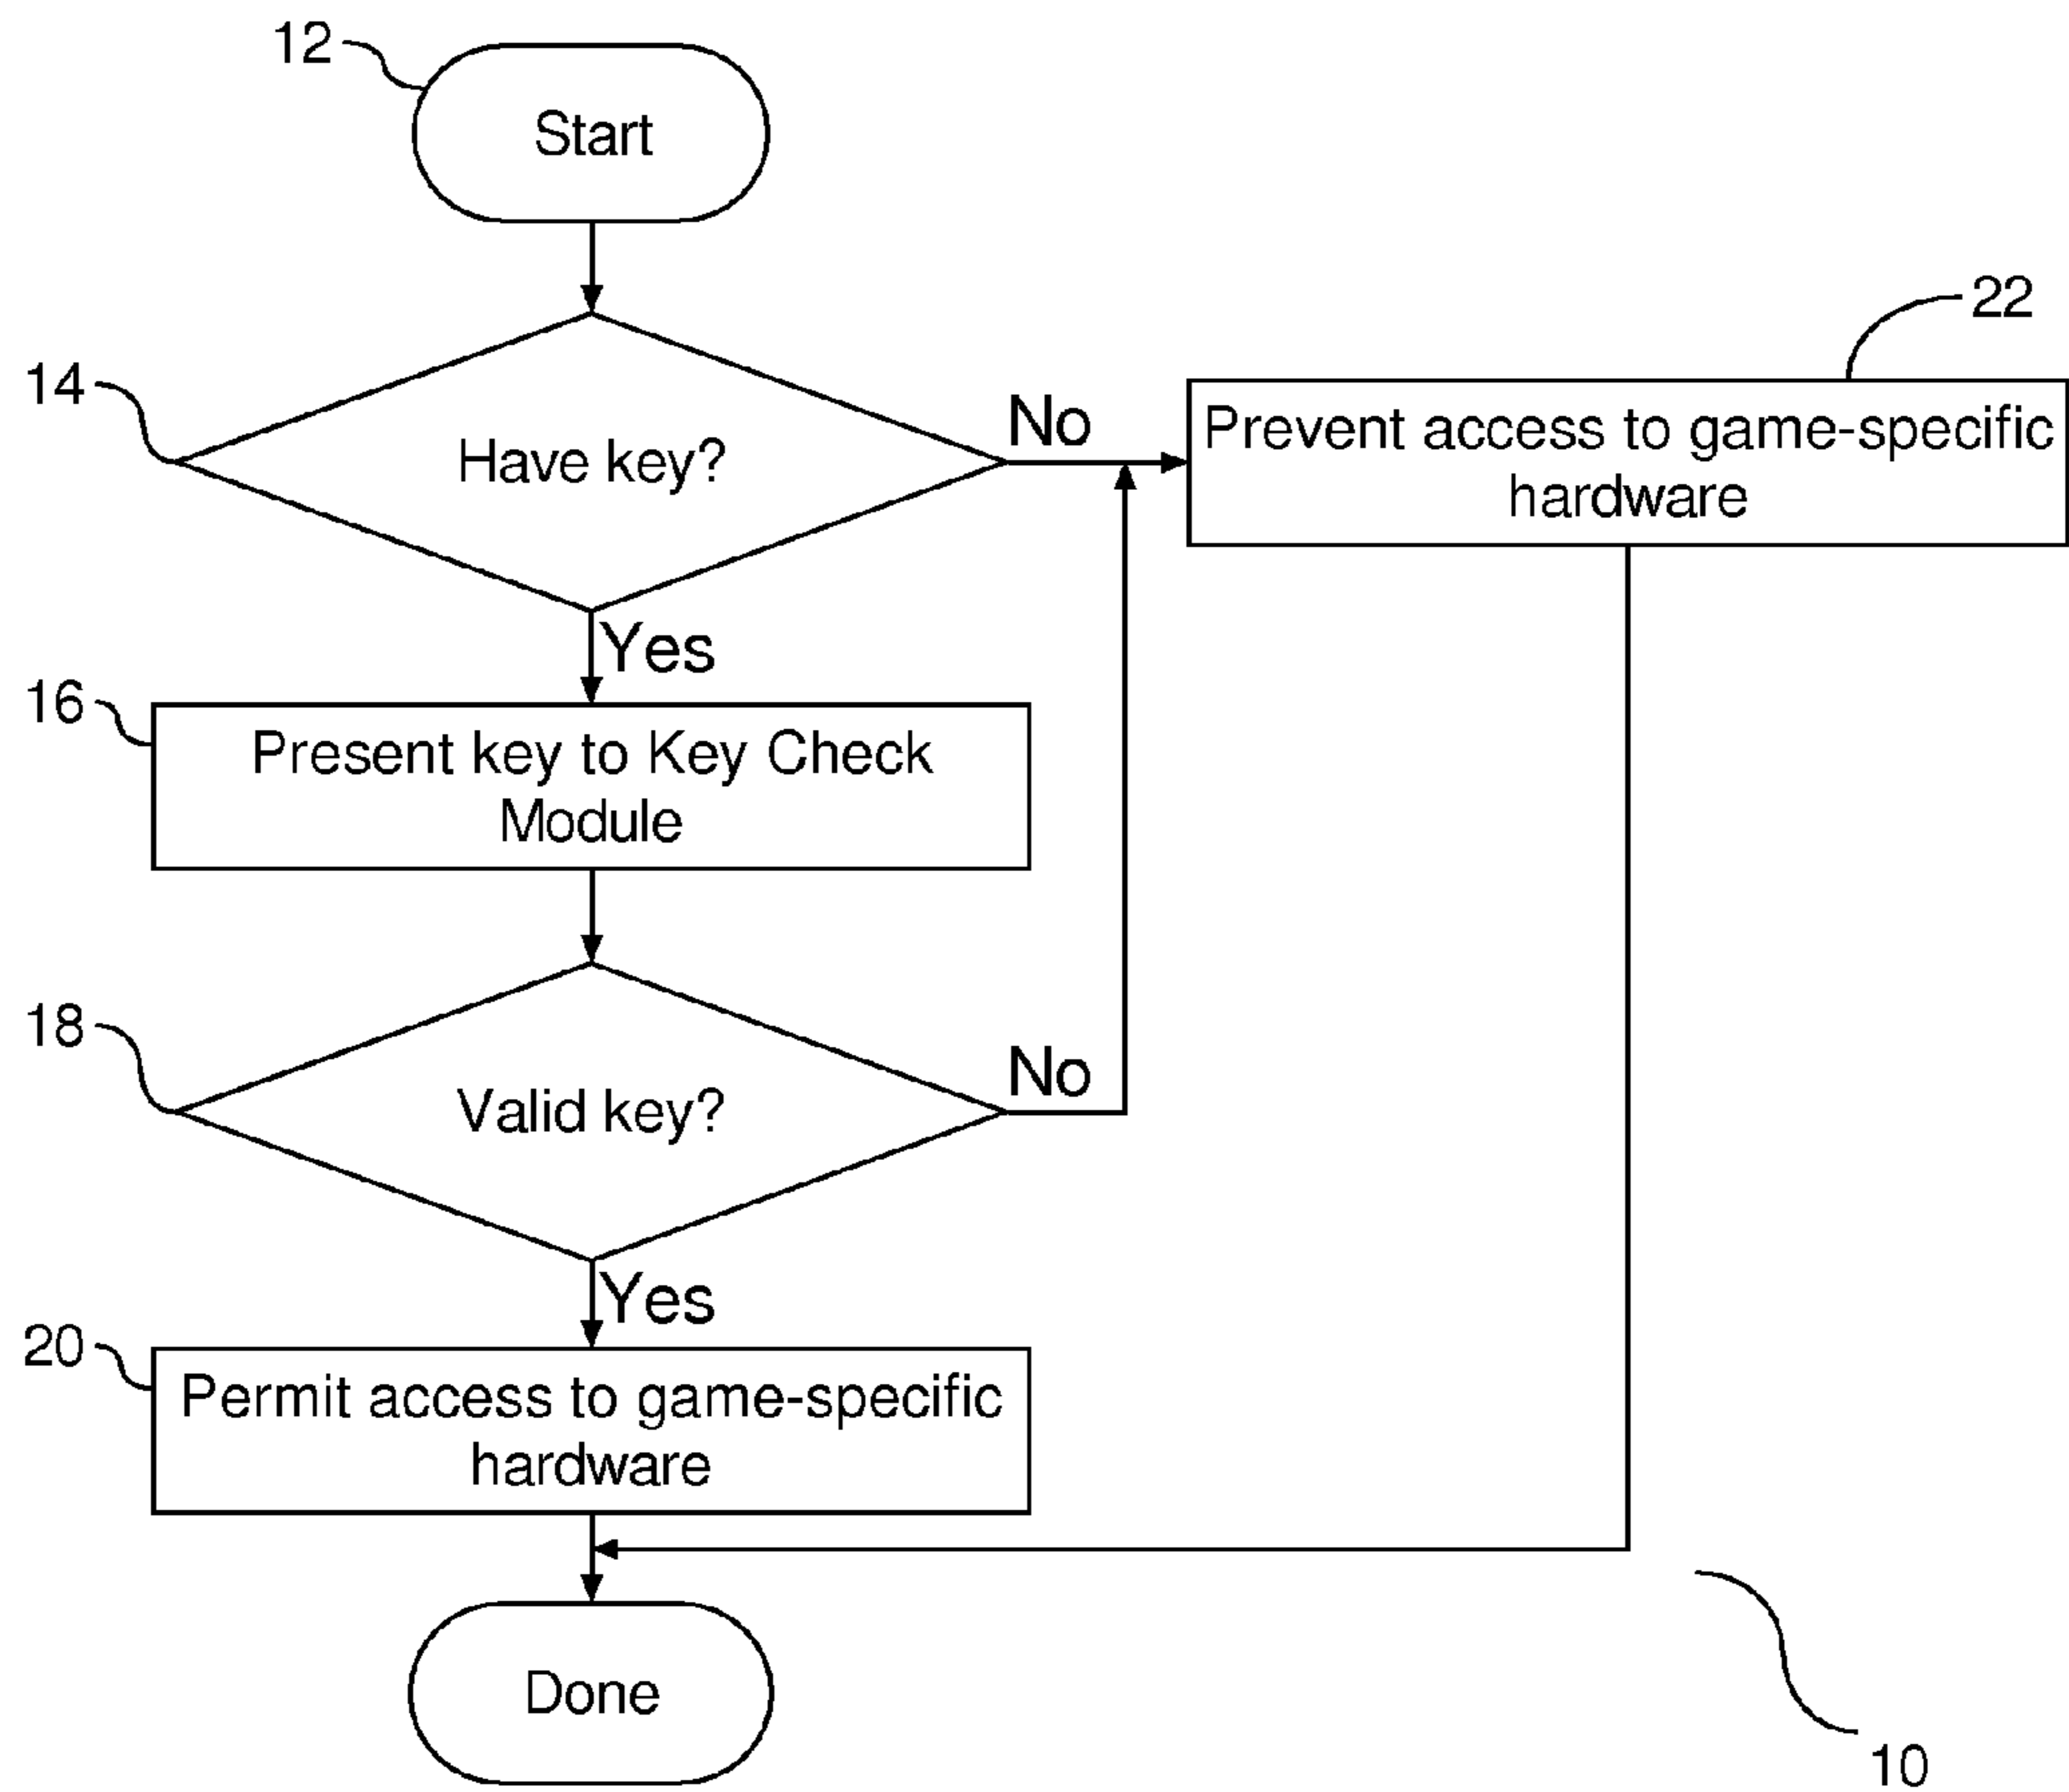 12
Start
22
14
Have key?
No
Prevent access to game-specific
hardware
Yes
16
Present key to Key Check
Module
18
Valid key?
No
Yes
20
Permit access to game-specific
hardware
Done
10